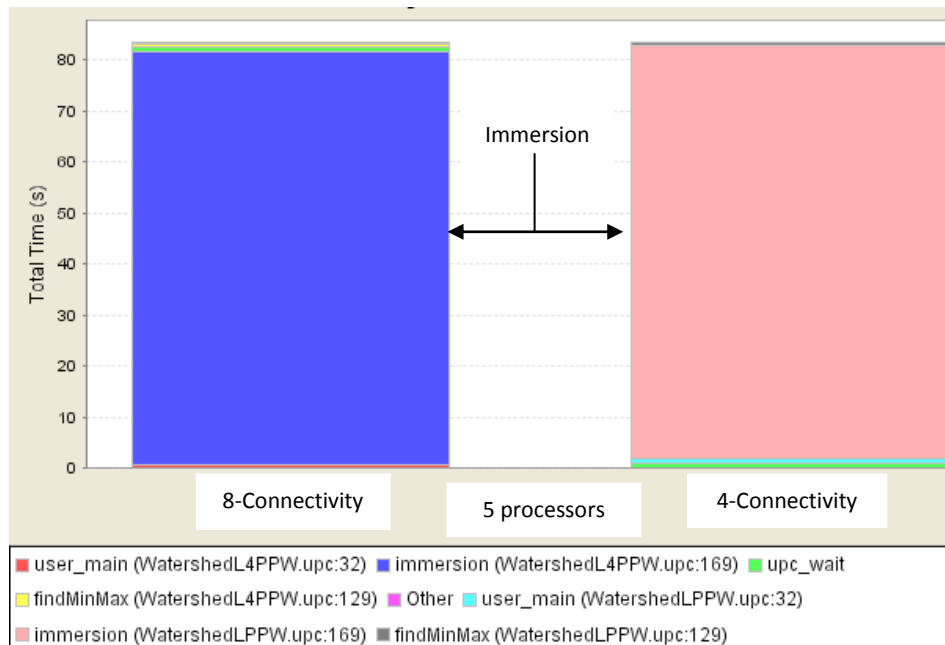 80
70
Immersion
60
50
40
30
20
10
0
Total Time (s)
8-Connectivity
5 processors
4-Connectivity
user_main (WatershedL4PPW.upc:32) immersion (WatershedL4PPW.upc:169) upc_wait
findMinMax (WatershedL4PPW.upc:129) Other user_main (WatershedLPPW.upc:32)
immersion (WatershedLPPW.upc:169) findMinMax (WatershedLPPW.upc:129)